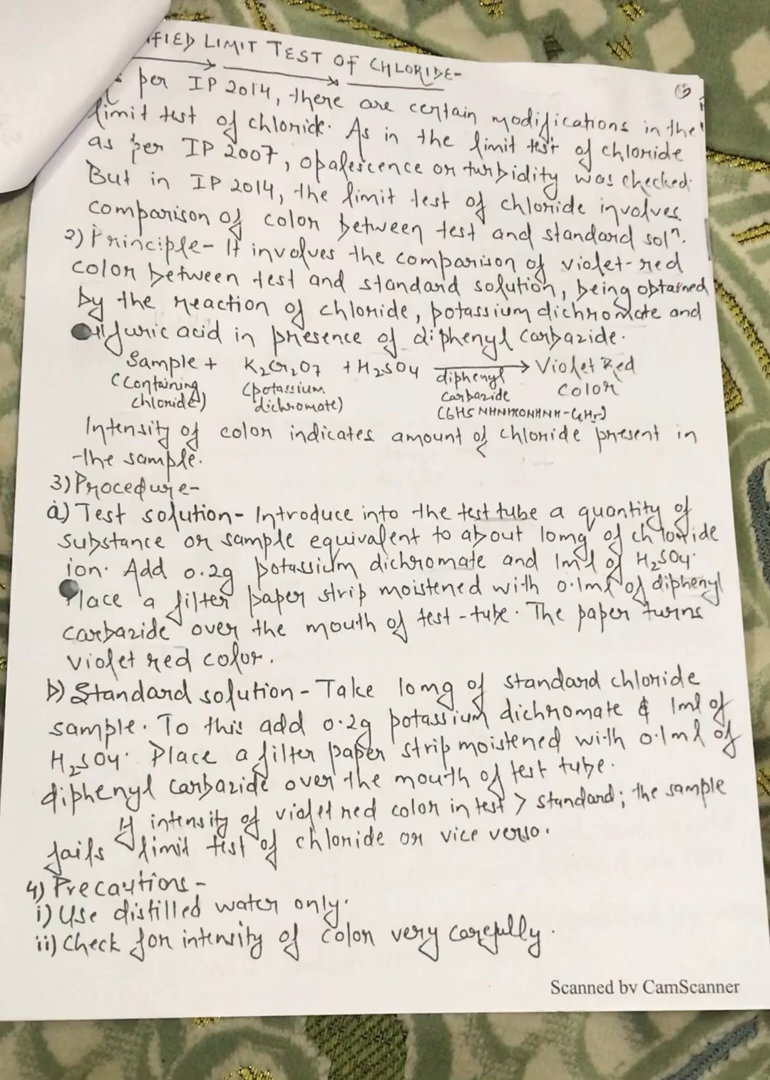 IFIED LIMIT TEST OF CHLORIDE-
per IP 2014, there are certain modifications in the
limit test of chloride. As in the limit test of chloride
as per IP 2007, opalescence or turbidity was checked.
But in IP 2014, the limit test of chloride involves
comparison of color between test and standard solⁿ.
2) Principle- It involves the comparison of violet-red
color between test and standard solution, being obtained
by the reaction of chloride, potassium dichromate and
sulfuric acid in presence of diphenyl carbazide.
Sample + K₂Cr₂O7 + H₂SO4 → Violet Red
(Containing (potassium diphenyl Color
chloride) dichromate) carbazide
(C6H5 NHNHCONHNH-C6H5)
Intensity of color indicates amount of chloride present in
the sample.
3) Procedure-
a) Test solution- Introduce into the test tube a quantity of
substance or sample equivalent to about 10mg of chloride
ion. Add 0.2g potassium dichromate and 1ml of H₂SO4.
Place a filter paper strip moistened with 0.1ml of diphenyl
carbazide over the mouth of test-tube. The paper turns
violet red color.
b) Standard solution- Take 10mg of standard chloride
sample. To this add 0.2g potassium dichromate & 1ml of
H₂SO4. Place a filter paper strip moistened with 0.1ml of
diphenyl carbazide over the mouth of test tube.
If intensity of violet red color in test > standard; the sample
fails limit test of chloride or vice verso.
4) Precautions-
i) Use distilled water only.
ii) Check for intensity of color very carefully.
Scanned by CamScanner